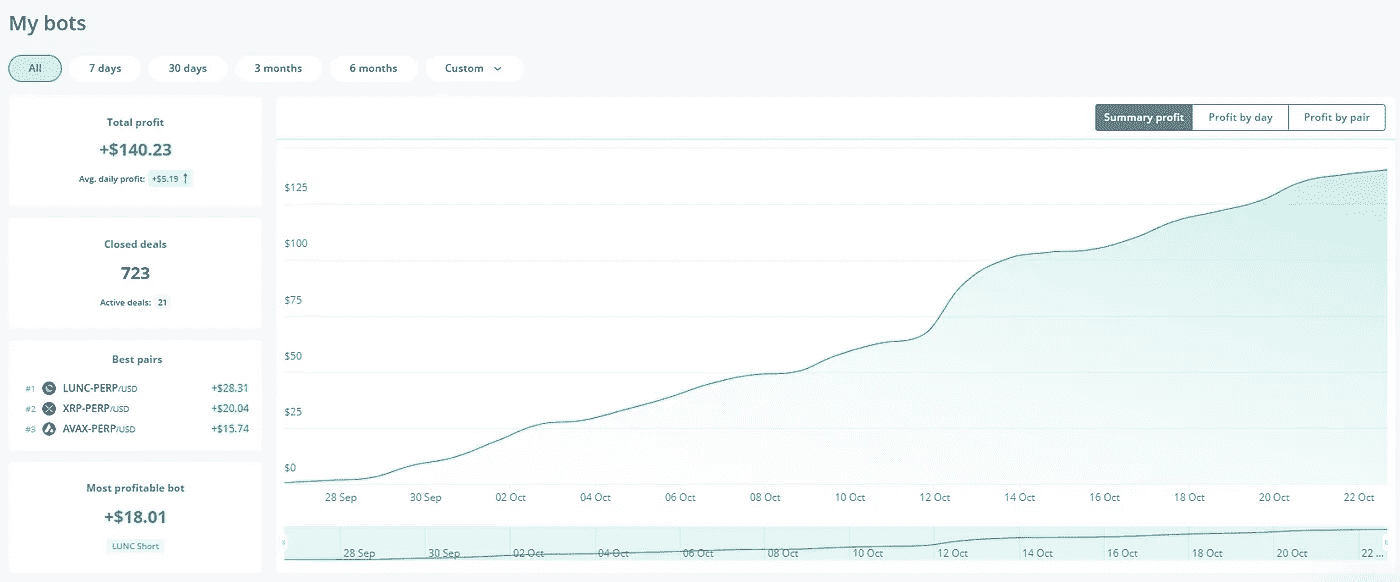 My bots
All 7 days 30 days 3 months 6 months Custom
Total profit
+$140.23
Avg. daily profit: +$5.19 ↑
Closed deals
723
Active deals: 21
Best pairs
#1 LUNC-PERP/USD +$28.31
#2 XRP-PERP/USD +$20.04
#3 AVAX-PERP/USD +$15.74
Most profitable bot
+$18.01
LUNC Short
Summary profit Profit by day Profit by pair
$125
$100
$75
$50
$25
$0
28 Sep 30 Sep 02 Oct 04 Oct 06 Oct 08 Oct 10 Oct 12 Oct 14 Oct 16 Oct 18 Oct 20 Oct 22 Oct
28 Sep 30 Sep 02 Oct 04 Oct 06 Oct 08 Oct 10 Oct 12 Oct 14 Oct 16 Oct 18 Oct 20 Oct 22 ...